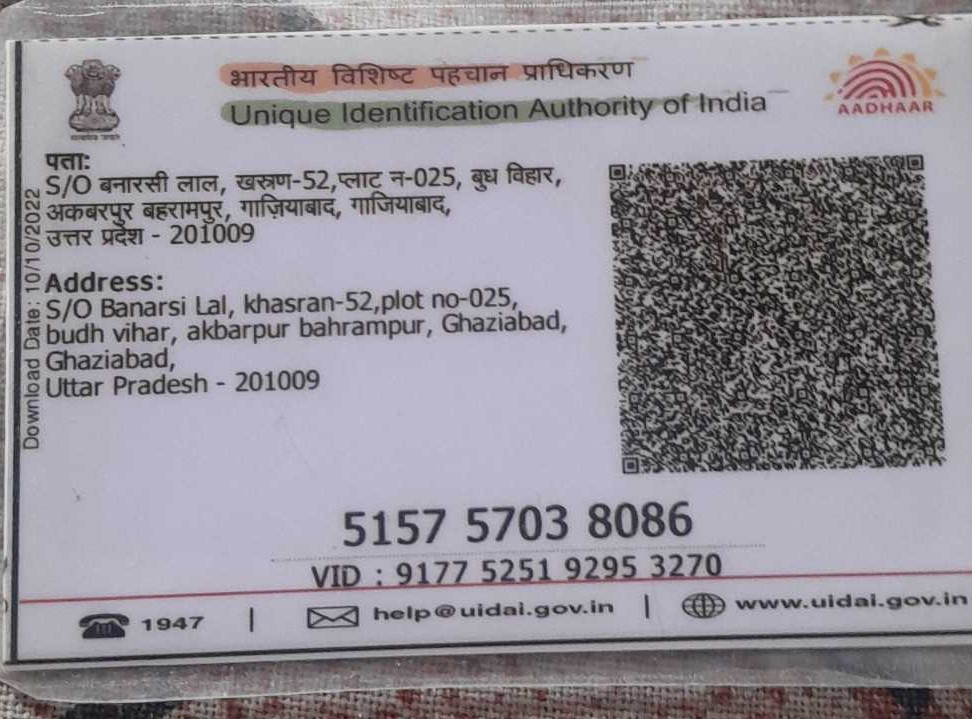 भारतीय विशिष्ट पहचान प्राधिकरण
Unique Identification Authority of India
AADHAAR
पता:
S/O बनारसी लाल, खस्रण-52,प्लाट न-025, बुध विहार,
अकबरपुर बहरामपुर, गाज़ियाबाद, गाजियाबाद,
उत्तर प्रदेश - 201009
Address:
S/O Banarsi Lal, khasran-52,plot no-025,
budh vihar, akbarpur bahrampur, Ghaziabad,
Ghaziabad,
Uttar Pradesh - 201009
Download Date: 10/10/2022
5157 5703 8086
VID : 9177 5251 9295 3270
1947 | help@uidai.gov.in | www.uidai.gov.in